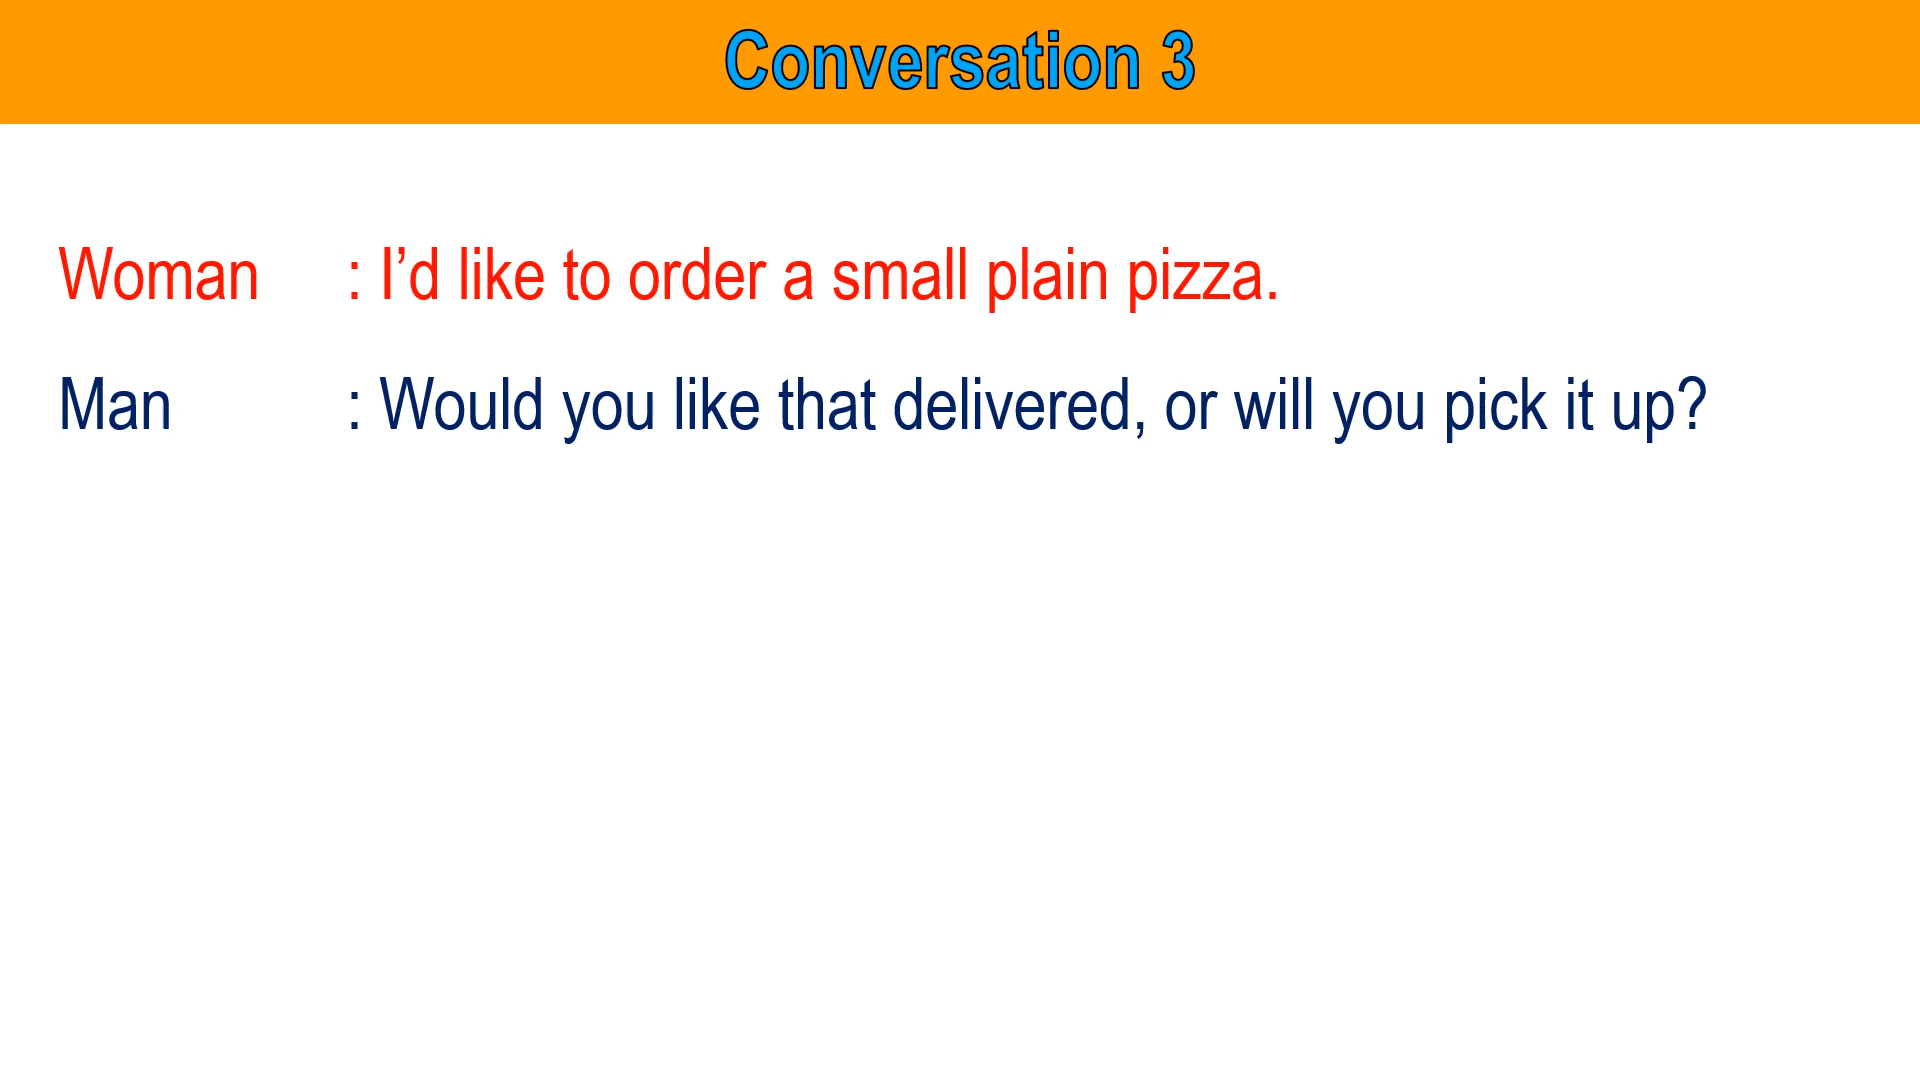 Conversation 3
Woman : I’d like to order a small plain pizza.
Man : Would you like that delivered, or will you pick it up?